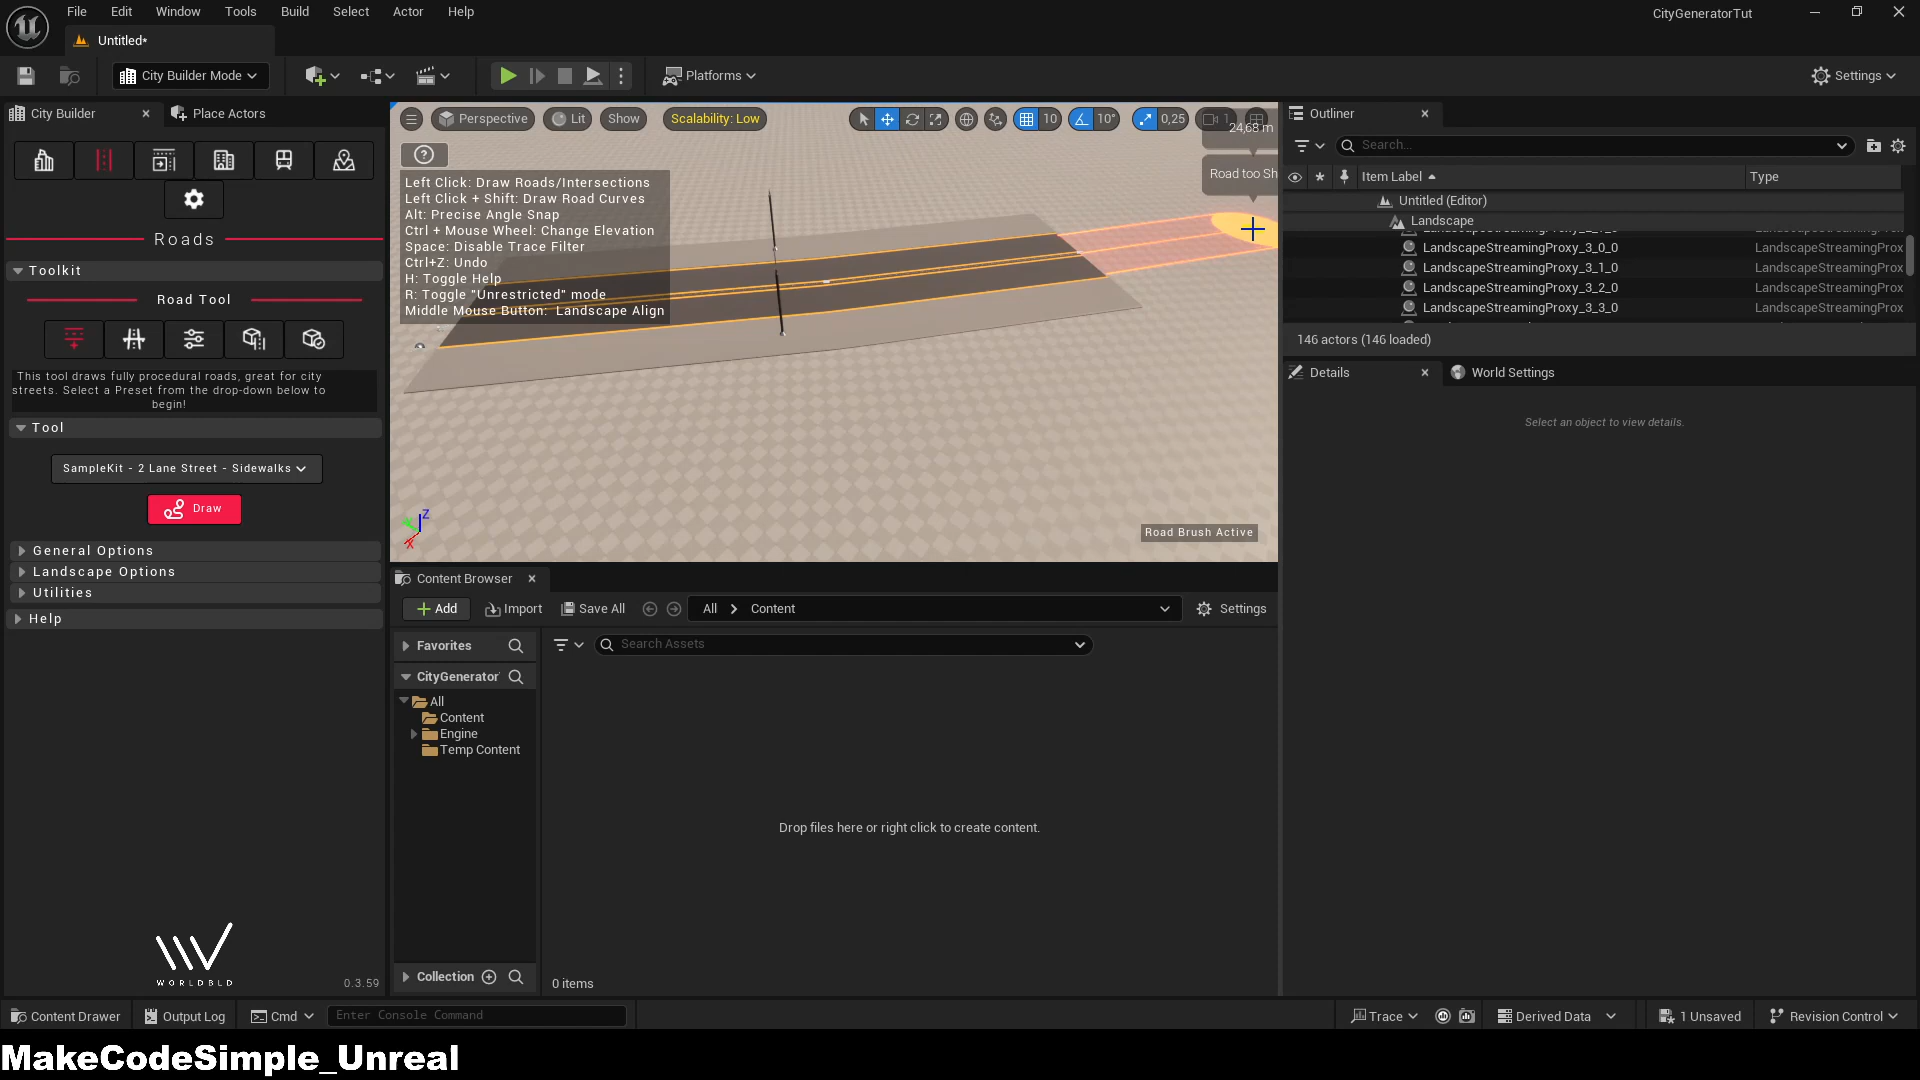 File Edit Window Tools Build Select Actor Help
CityGeneratorTut
Untitled*
City Builder Mode
Platforms
Settings
City Builder
Place Actors
Perspective Lit Show Scalability: Low
10 10° 0,25 1
Outliner
24,68 m
Search...
Item Label Type
Road too Sh
Left Click: Draw Roads/Intersections
Left Click + Shift: Draw Road Curves
Alt: Precise Angle Snap
Ctrl + Mouse Wheel: Change Elevation
Space: Disable Trace Filter
Ctrl+Z: Undo
H: Toggle Help
R: Toggle "Unrestricted" mode
Middle Mouse Button: Landscape Align
Untitled (Editor)
Landscape
LandscapeStreamingProxy_3_0_0 LandscapeStreamingProx
LandscapeStreamingProxy_3_1_0 LandscapeStreamingProx
LandscapeStreamingProxy_3_2_0 LandscapeStreamingProx
LandscapeStreamingProxy_3_3_0 LandscapeStreamingProx
146 actors (146 loaded)
Roads
Toolkit
Road Tool
This tool draws fully procedural roads, great for city
streets. Select a Preset from the drop-down below to
begin!
Tool
SampleKit - 2 Lane Street - Sidewalks
Draw
General Options
Landscape Options
Utilities
Help
Details
World Settings
Select an object to view details.
Z
X
Road Brush Active
Content Browser
Add Import Save All All Content Settings
Favorites
Search Assets
CityGenerator
All
Content
Engine
Temp Content
Drop files here or right click to create content.
WORLDBLD
0.3.59
Collection
0 items
Content Drawer Output Log Cmd Enter Console Command
Trace Derived Data 1 Unsaved Revision Control
MakeCodeSimple_Unreal